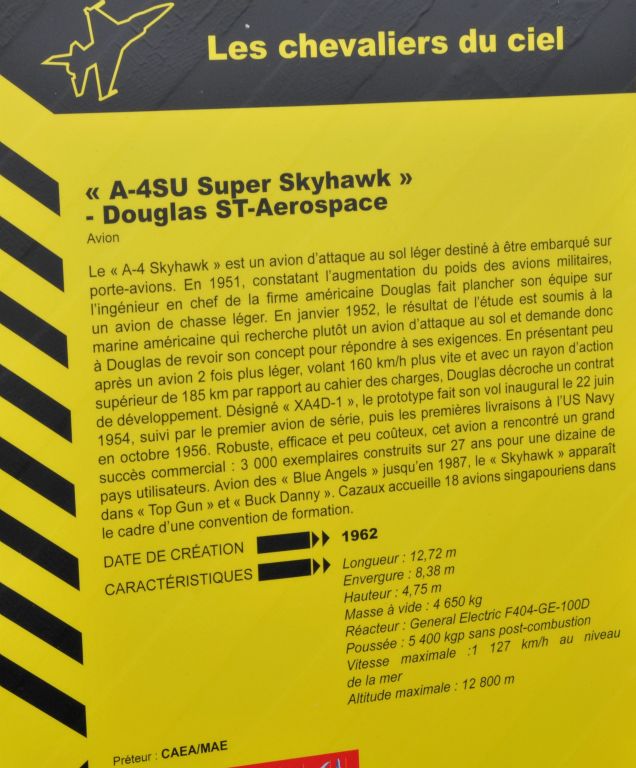 Les chevaliers du ciel
« A-4SU Super Skyhawk »
- Douglas ST-Aerospace
Avion
Le « A-4 Skyhawk » est un avion d'attaque au sol léger destiné à être embarqué sur
porte-avions. En 1951, constatant l'augmentation du poids des avions militaires,
l'ingénieur en chef de la firme américaine Douglas fait plancher son équipe sur
un avion de chasse léger. En janvier 1952, le résultat de l'étude est soumis à la
marine américaine qui recherche plutôt un avion d'attaque au sol et demande donc
à Douglas de revoir son concept pour répondre à ses exigences. En présentant peu
après un avion 2 fois plus léger, volant 160 km/h plus vite et avec un rayon d'action
supérieur de 185 km par rapport au cahier des charges, Douglas décroche un contrat
de développement. Désigné « XA4D-1 », le prototype fait son vol inaugural le 22 juin
1954, suivi par le premier avion de série, puis les premières livraisons à l'US Navy
en octobre 1956. Robuste, efficace et peu coûteux, cet avion a rencontré un grand
succès commercial : 3 000 exemplaires construits sur 27 ans pour une dizaine de
pays utilisateurs. Avion des « Blue Angels » jusqu'en 1987, le « Skyhawk » apparaît
dans « Top Gun » et « Buck Danny ». Cazaux accueille 18 avions singapouriens dans
le cadre d'une convention de formation.
DATE DE CRÉATION 1962
CARACTÉRISTIQUES Longueur : 12,72 m
Envergure : 8,38 m
Hauteur : 4,75 m
Masse à vide : 4 650 kg
Réacteur : General Electric F404-GE-100D
Poussée : 5 400 kgp sans post-combustion
Vitesse maximale :1 127 km/h au niveau
de la mer
Altitude maximale : 12 800 m
Prêteur : CAEA/MAE